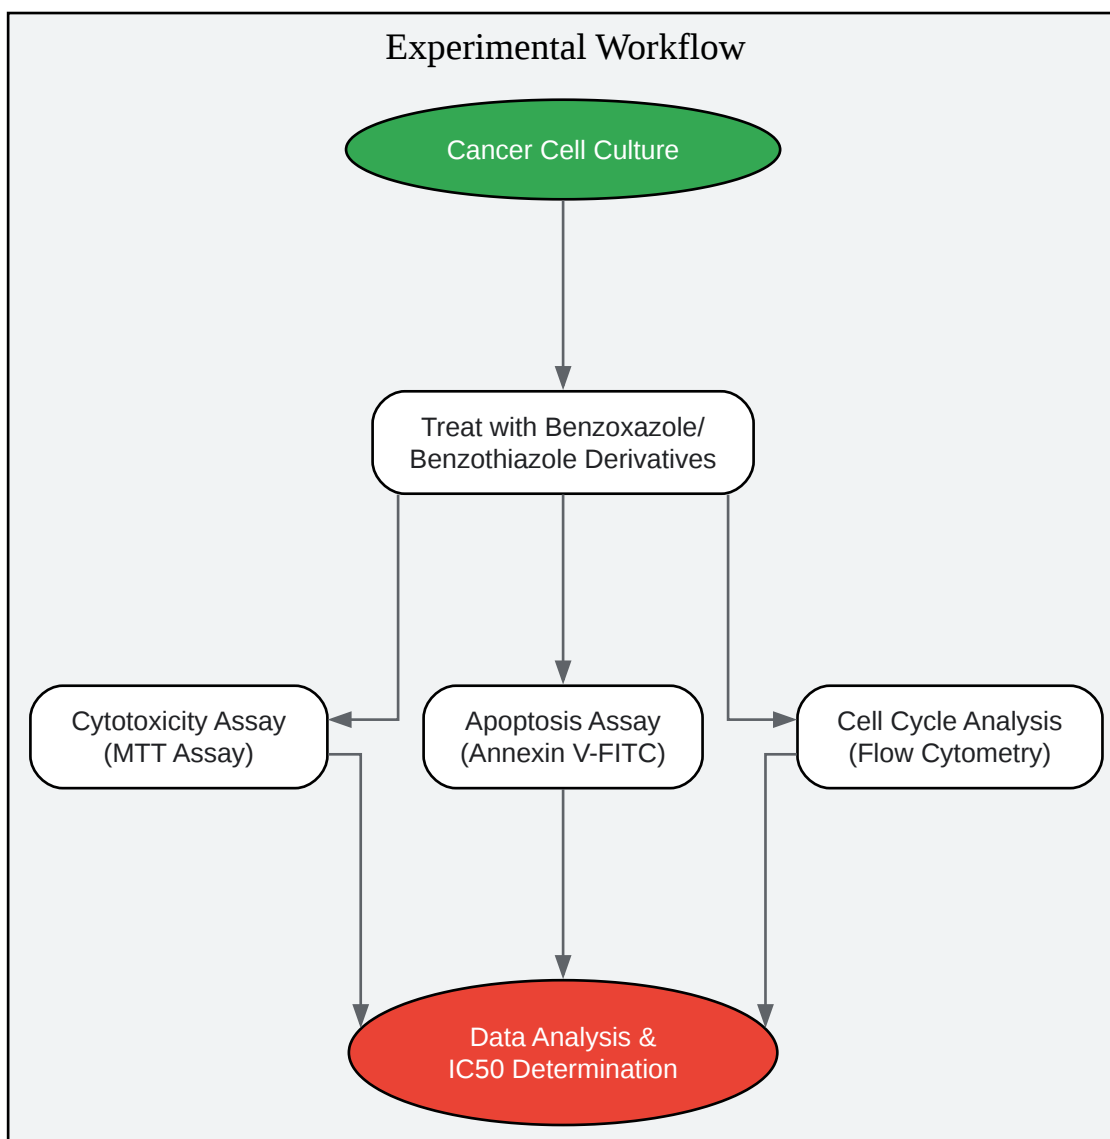 Experimental Workflow
Cancer Cell Culture
Treat with Benzoxazole/
Benzothiazole Derivatives
Cytotoxicity Assay
(MTT Assay)
Apoptosis Assay
(Annexin V-FITC)
Cell Cycle Analysis
(Flow Cytometry)
Data Analysis &
IC50 Determination